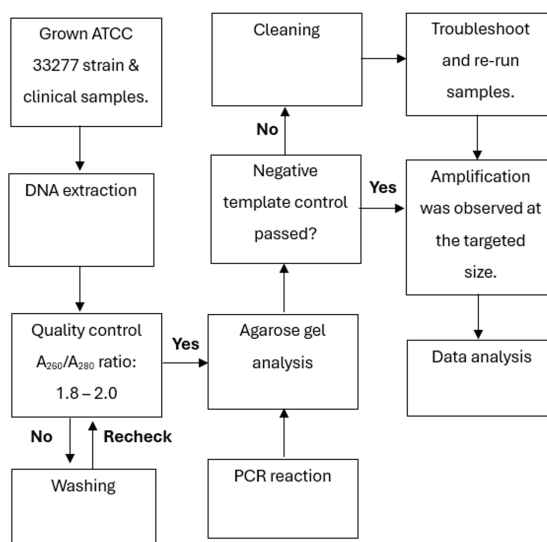 Grown ATCC
33277 strain &
clinical samples.
DNA extraction
Quality control
A260/A280 ratio:
1.8 – 2.0
No
Recheck
Washing
Yes
PCR reaction
Agarose gel
analysis
Negative
template control
passed?
No
Cleaning
Yes
Troubleshoot
and re-run
samples.
Amplification
was observed at
the targeted
size.
Data analysis